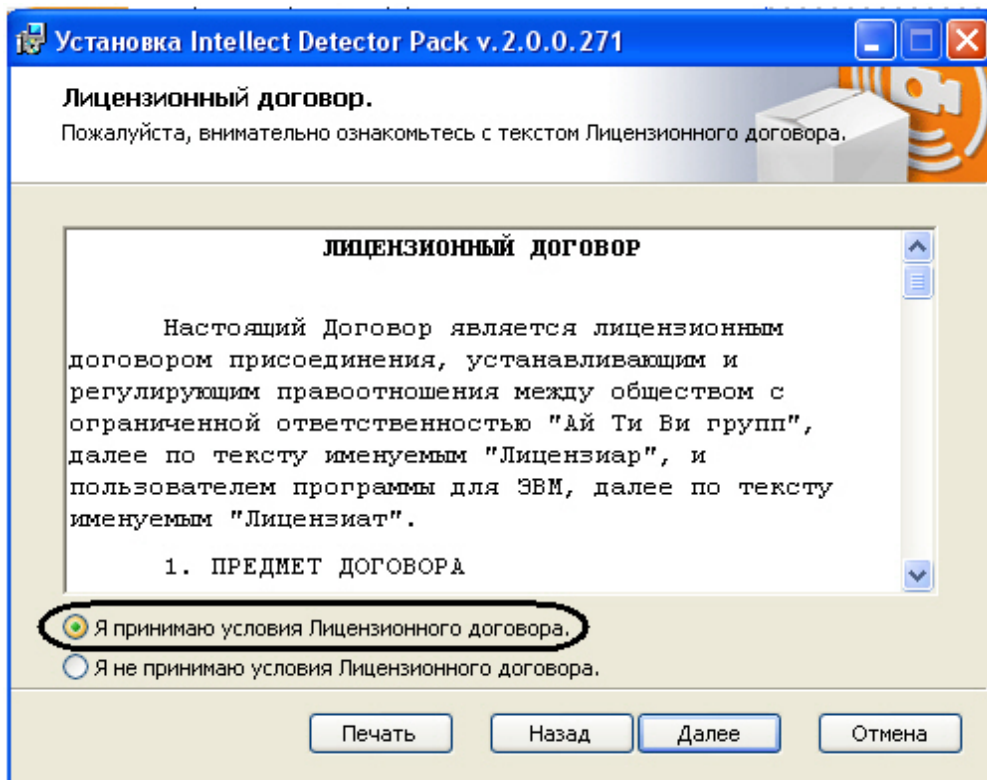 Установка Intellect Detector Pack v.2.0.0.271
Лицензионный договор.
Пожалуйста, внимательно ознакомьтесь с текстом Лицензионного договора.
ЛИЦЕНЗИОННЫЙ ДОГОВОР
Настоящий Договор является лицензионным
договором присоединения, устанавливающим и
регулирующим правоотношения между обществом с
ограниченной ответственностью "Ай Ти Ви групп",
далее по тексту именуемым "Лицензиар", и
пользователем программы для ЭВМ, далее по тексту
именуемым "Лицензиат".
1. ПРЕДМЕТ ДОГОВОРА
Я принимаю условия Лицензионного договора.
Я не принимаю условия Лицензионного договора.
Печать Назад Далее Отмена